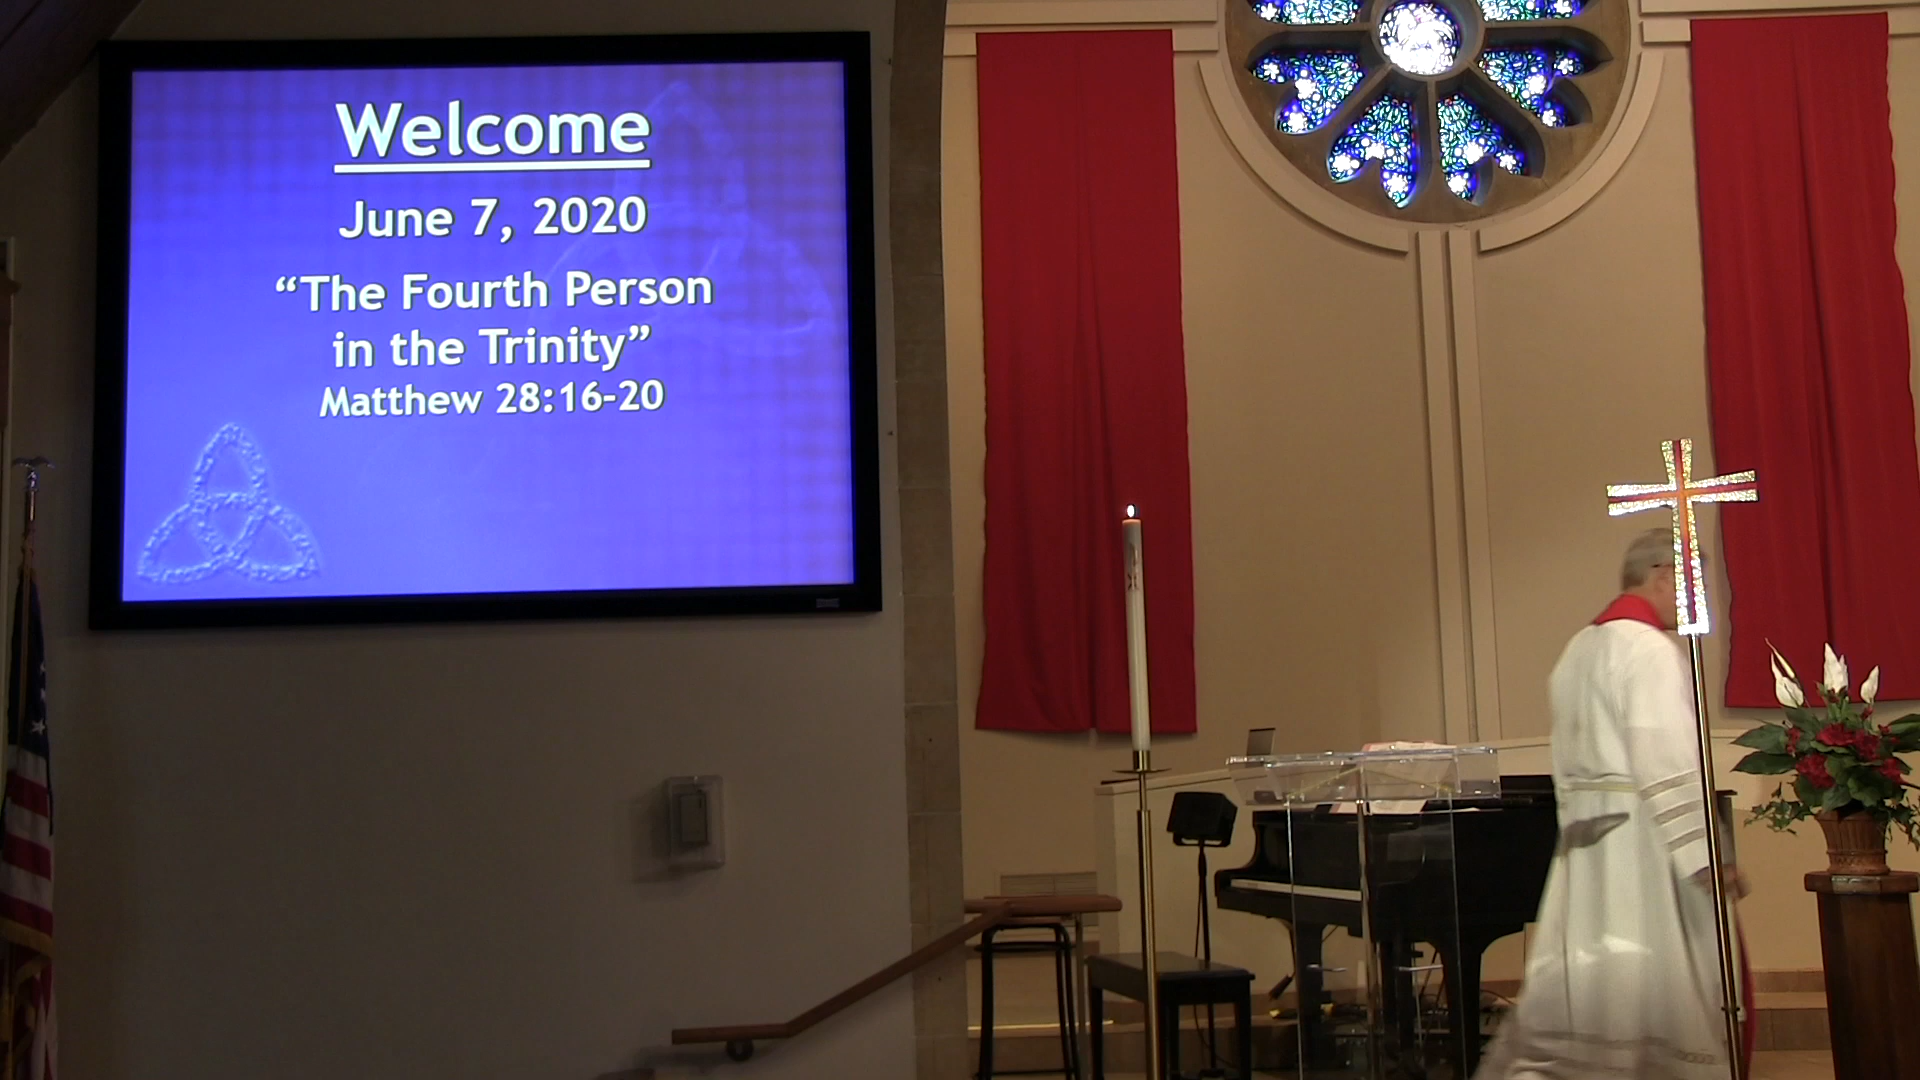 Welcome
June 7, 2020
“The Fourth Person
in the Trinity”
Matthew 28:16-20